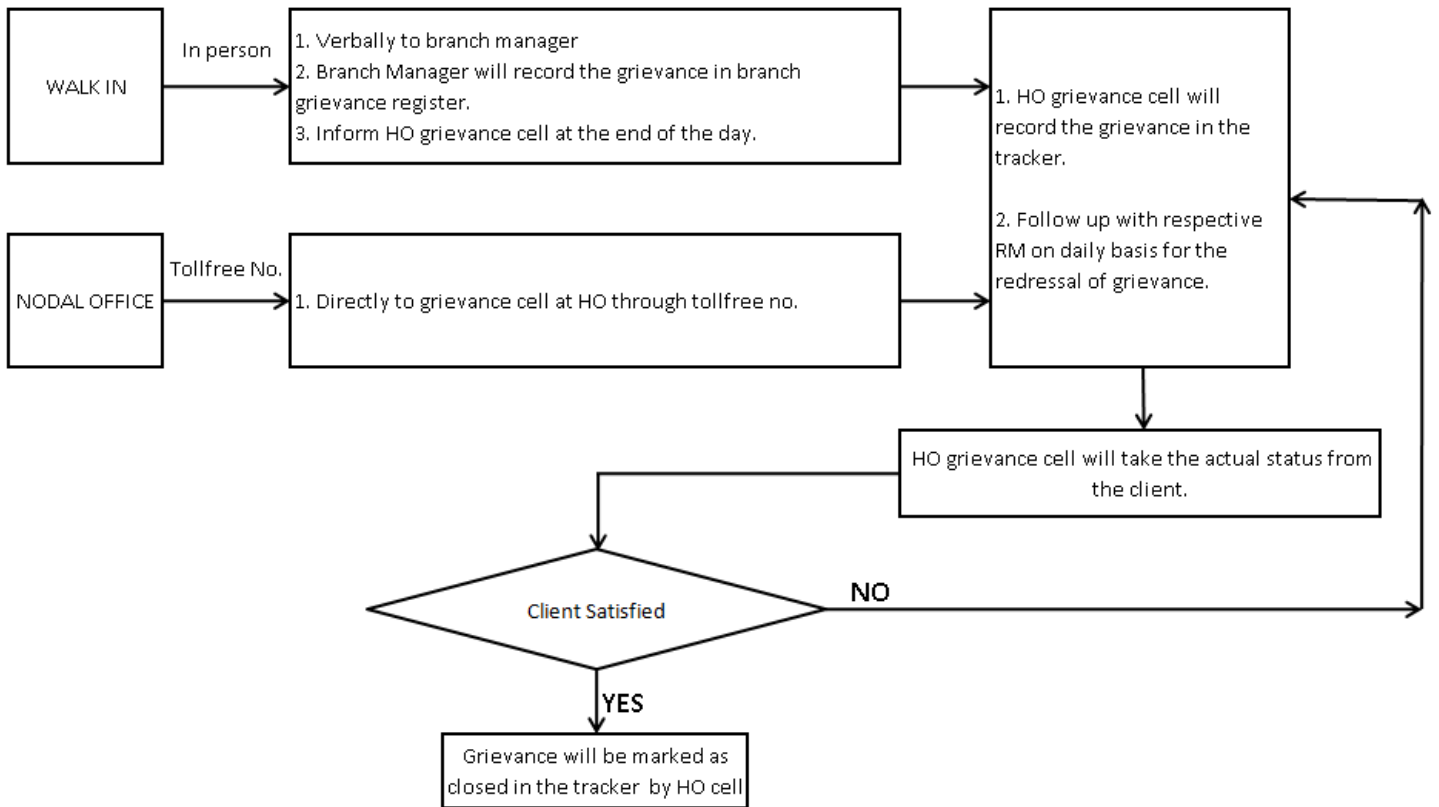 WALK IN
In person
1. Verbally to branch manager
2. Branch Manager will record the grievance in branch
grievance register.
3. Inform HO grievance cell at the end of the day.
1. HO grievance cell will
record the grievance in the
tracker.
2. Follow up with respective
RM on daily basis for the
redressal of grievance.
NODAL OFFICE
Tollfree No.
1. Directly to grievance cell at HO through tollfree no.
HO grievance cell will take the actual status from
the client.
Client Satisfied
NO
YES
Grievance will be marked as
closed in the tracker by HO cell